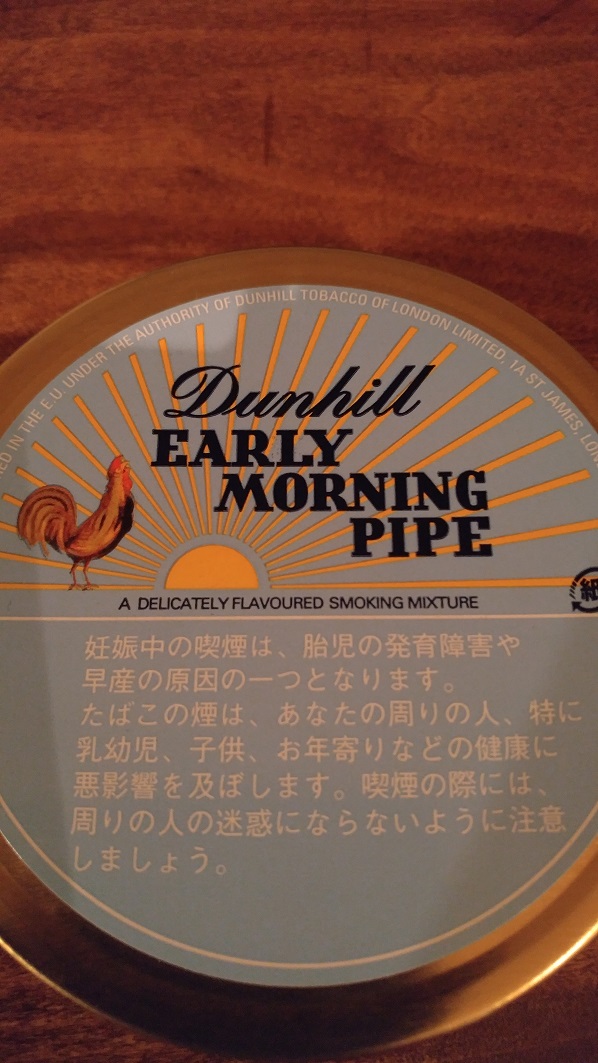 IN THE E.U. UNDER THE AUTHORITY OF DUNHILL TOBACCO OF LONDON LIMITED, 1A ST JAMES,
Dunhill
EARLY
MORNING
PIPE
A DELICATELY FLAVOURED SMOKING MIXTURE
紙
妊娠中の喫煙は、胎児の発育障害や
早産の原因の一つとなります。
たばこの煙は、あなたの周りの人、特に
乳幼児、子供、お年寄りなどの健康に
悪影響を及ぼします。喫煙の際には、
周りの人の迷惑にならないように注意
しましょう。